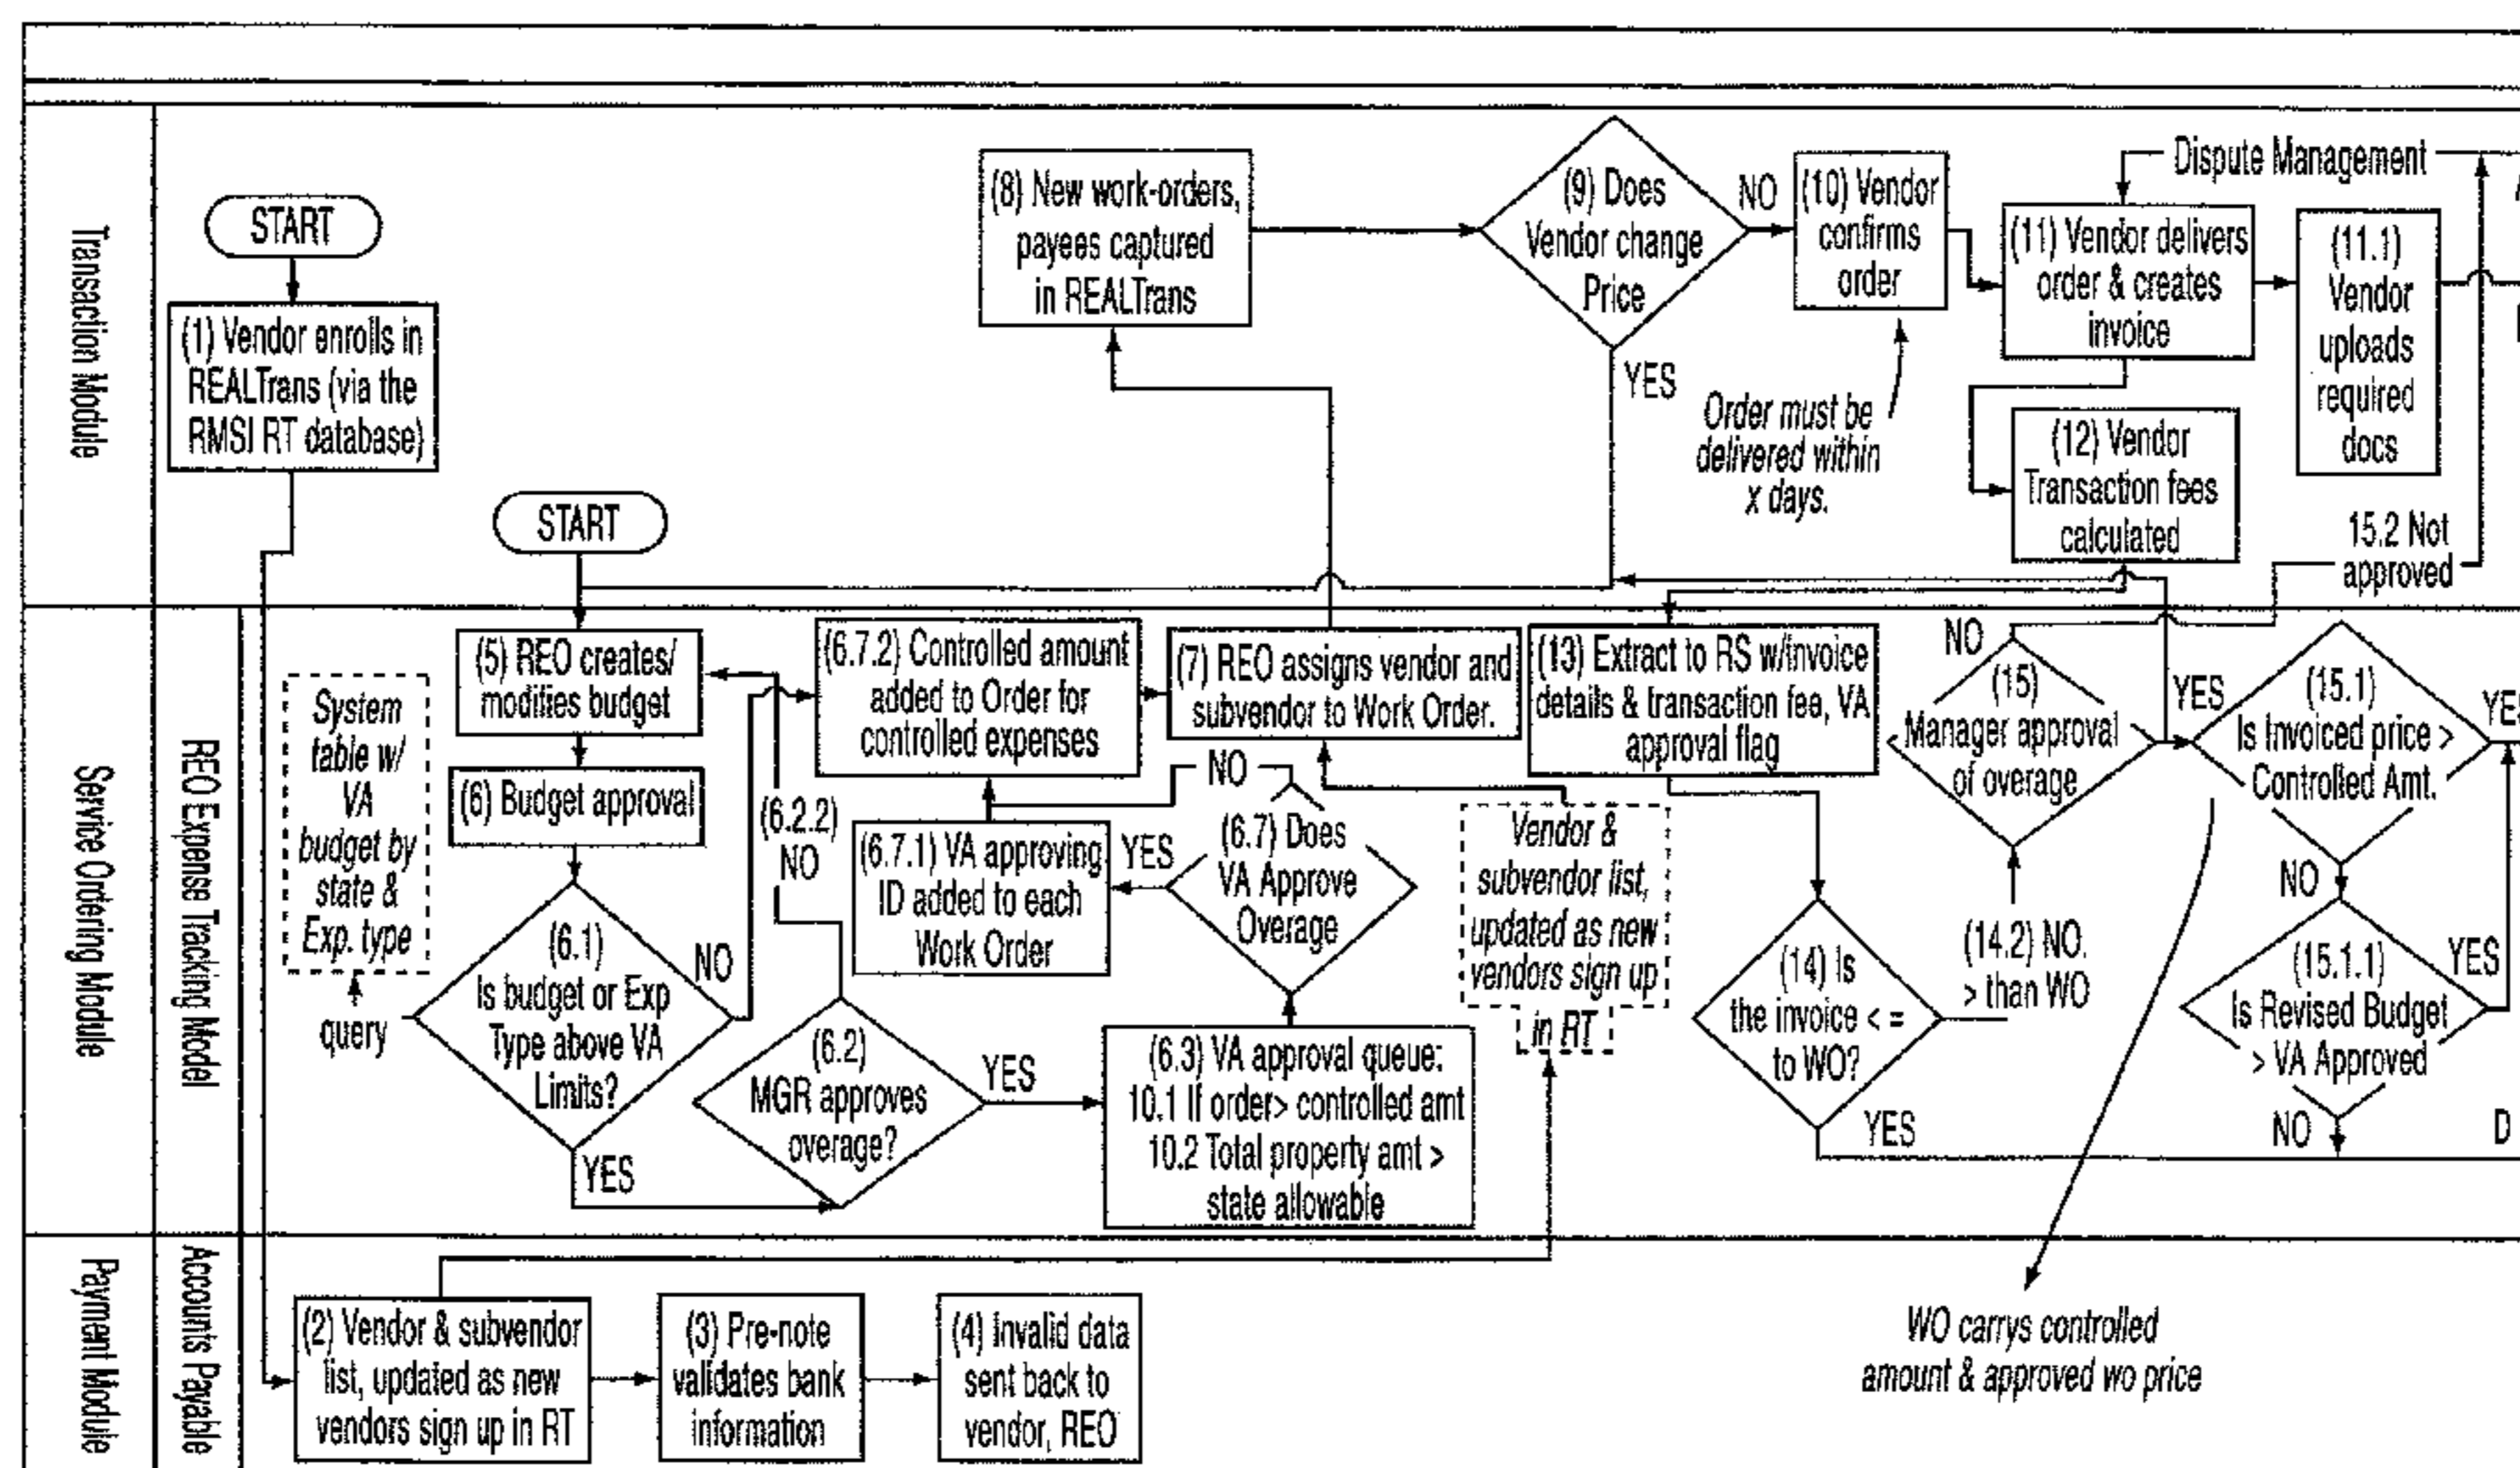 Transaction Module
START
(1) Vendor enrolls in
REALTrans (via the
RMSI RT database)
(8) New work-orders,
payees captured
in REALTrans
(9) Does
Vendor change
Price
NO
YES
(10) Vendor
confirms
order
Order must be
delivered within
x days.
Dispute Management
(11) Vendor delivers
order & creates
invoice
(11.1)
Vendor
uploads
required
docs
(12) Vendor
Transaction fees
calculated
15.2 Not
approved
START
Service Ordering Module
REO Expense Tracking Model
System
table w/
VA
budget by
state &
Exp. type
query
(5) REO creates/
modifies budget
(6) Budget approval
(6.1)
Is budget or Exp
Type above VA
Limits?
NO
YES
(6.2.2)
NO
(6.2)
MGR approves
overage?
YES
(6.7.2) Controlled amount
added to Order for
controlled expenses
(6.7.1) VA approving
ID added to each
Work Order
YES
NO
(6.7) Does
VA Approve
Overage
(6.3) VA approval queue:
10.1 If order> controlled amt
10.2 Total property amt >
state allowable
(7) REO assigns vendor and
subvendor to Work Order.
Vendor &
subvendor list,
updated as new
vendors sign up
in RT
(13) Extract to RS w/invoice
details & transaction fee, VA
approval flag
(14) Is
the invoice < =
to WO?
YES
(14.2) NO.
> than WO
NO
(15)
Manager approval
of overage
YES
(15.1)
Is Invoiced price >
Controlled Amt.
YES
NO
(15.1.1)
Is Revised Budget
> VA Approved
YES
NO
D
Payment Module
Accounts Payable
(2) Vendor & subvendor
list, updated as new
vendors sign up in RT
(3) Pre-note
validates bank
information
(4) Invalid data
sent back to
vendor, REO
WO carrys controlled
amount & approved wo price